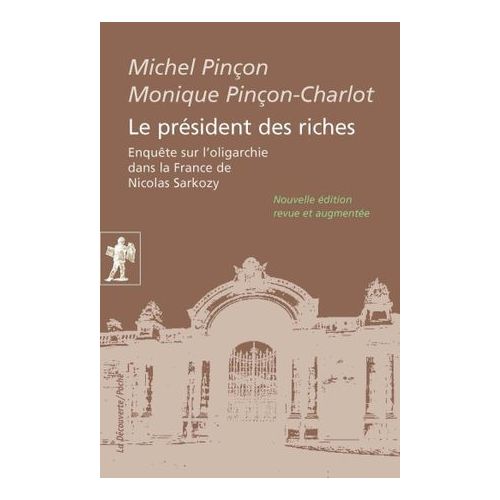 Michel Pinçon
Monique Pinçon-Charlot
Le président des riches
Enquête sur l'oligarchie
dans la France de
Nicolas Sarkozy
Nouvelle édition
revue et augmentée
La Découverte/Poche